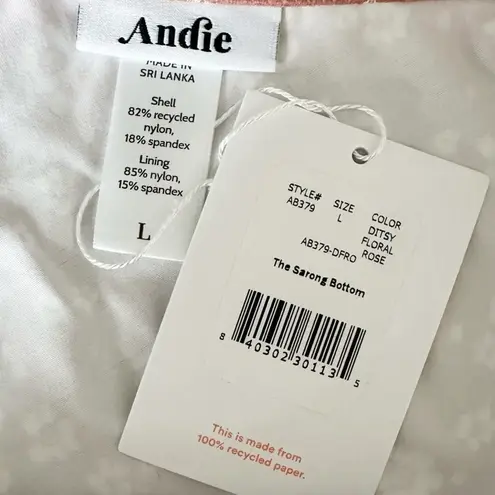 Andie
MADE IN
SRI LANKA
Shell
82% recycled
nylon,
18% spandex
Lining
85% nylon,
15% spandex
L
STYLE# SIZE COLOR
AB379 L DITSY
FLORAL
ROSE
AB379-DFRO
The Sarong Bottom
8 40302 30113 5
This is made from
100% recycled paper.